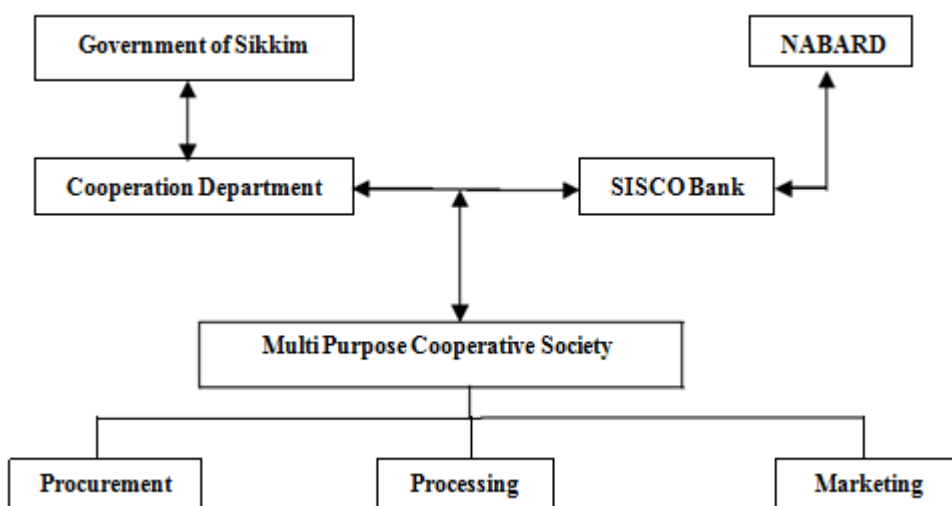 Government of Sikkim
NABARD
Cooperation Department
SISCO Bank
Multi Purpose Cooperative Society
Procurement
Processing
Marketing